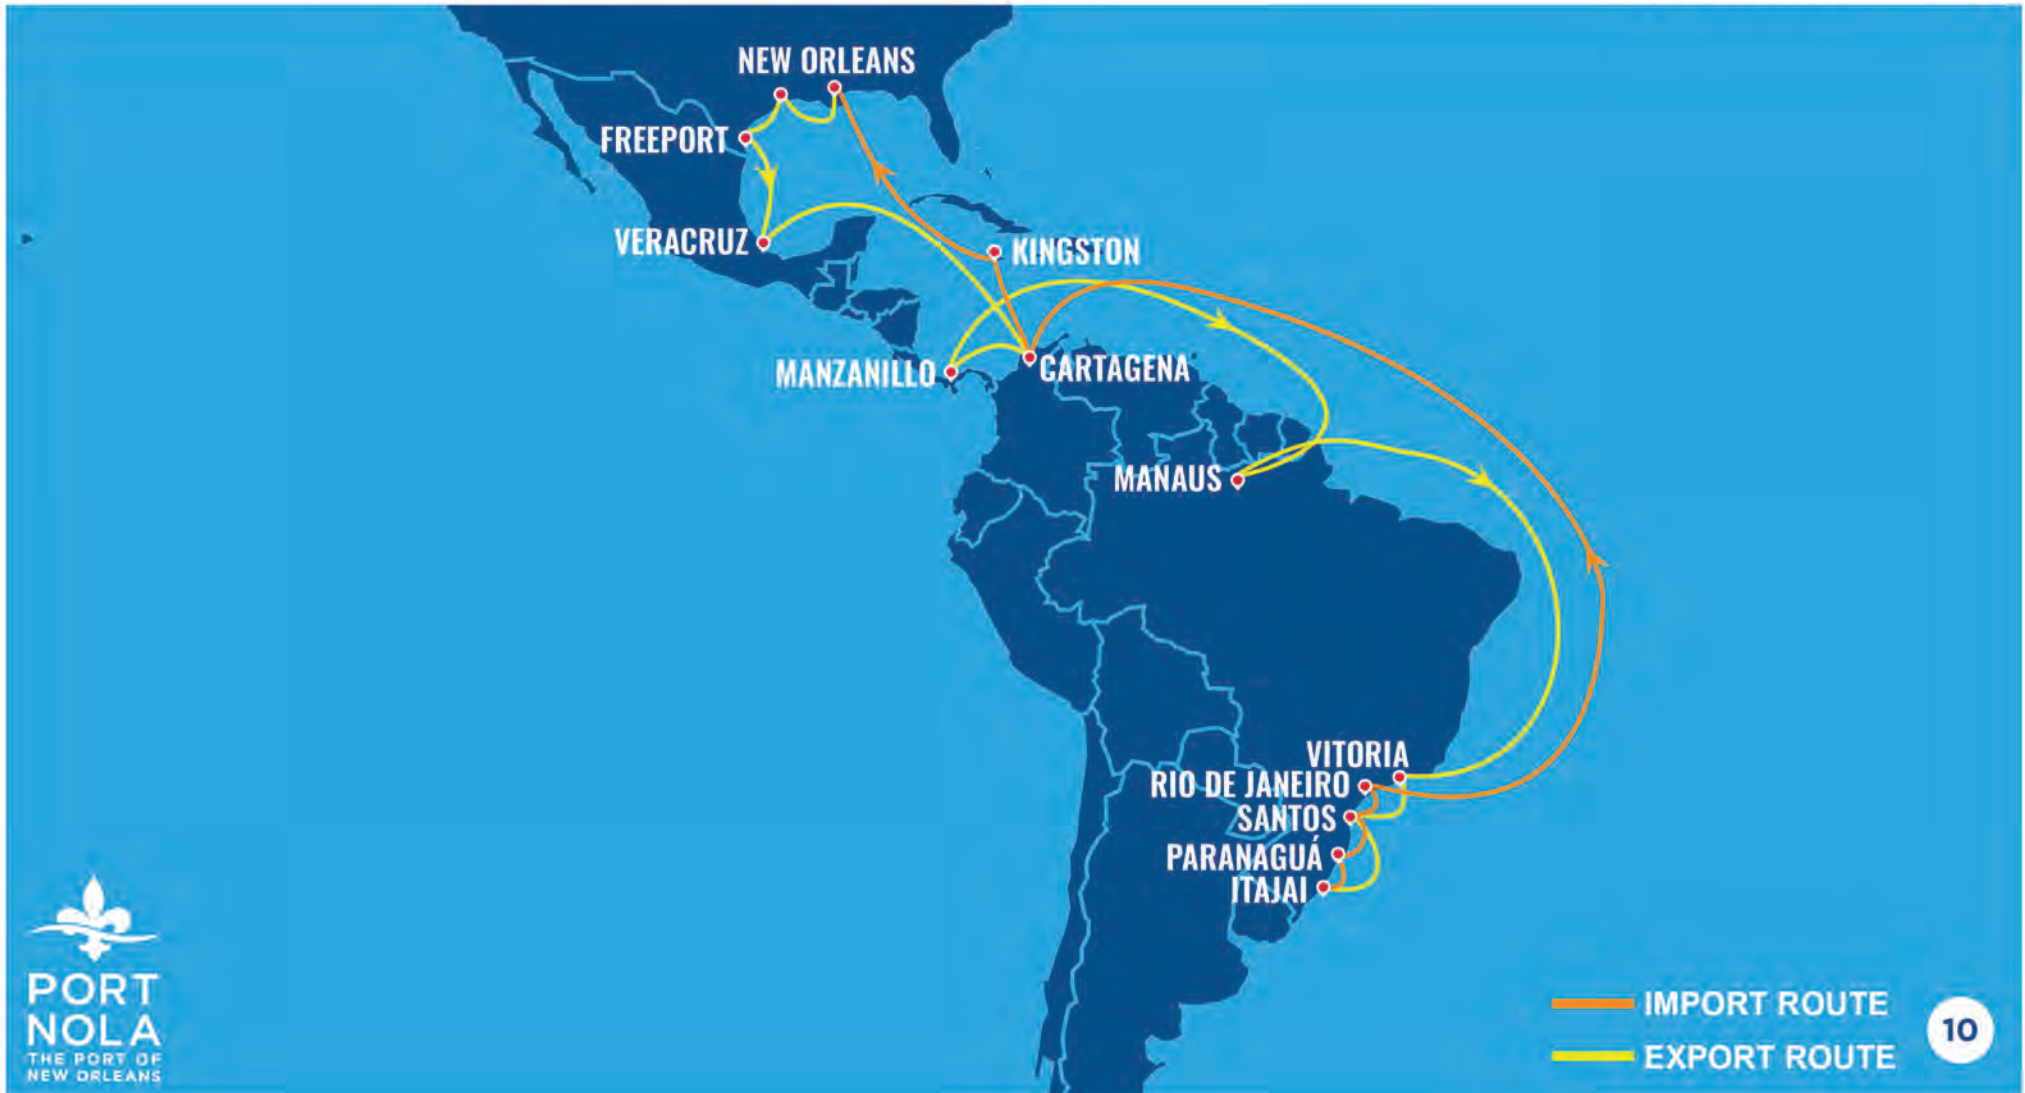 NEW ORLEANS
FREEPORT
VERACRUZ
KINGSTON
MANZANILLO
CARTAGENA
MANAUS
VITORIA
RIO DE JANEIRO
SANTOS
PARANAGUÁ
ITAJAI
PORT
NOLA
THE PORT OF
NEW ORLEANS
IMPORT ROUTE
EXPORT ROUTE
10